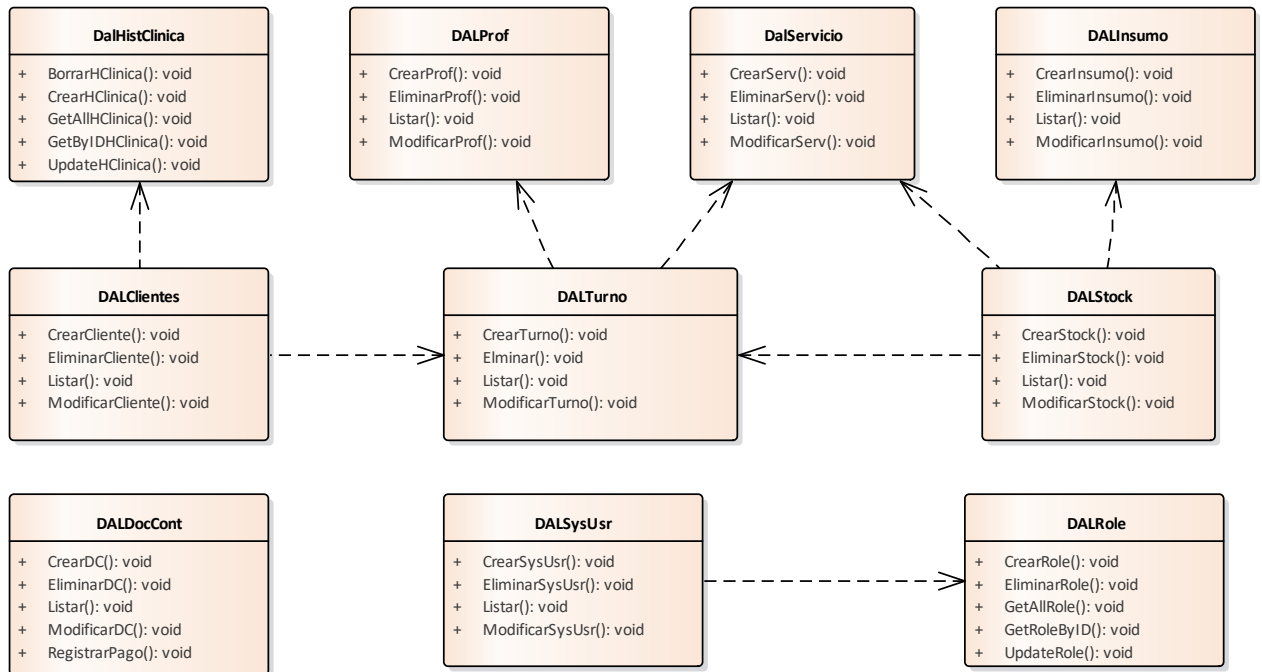 DalHistClinica
+ BorrarHClinica(): void
+ CrearHClinica(): void
+ GetAllHClinica(): void
+ GetByIDHClinica(): void
+ UpdateHClinica(): void
DALProf
+ CrearProf(): void
+ EliminarProf(): void
+ Listar(): void
+ ModificarProf(): void
DalServicio
+ CrearServ(): void
+ EliminarServ(): void
+ Listar(): void
+ ModificarServ(): void
DALInsumo
+ CrearInsumo(): void
+ EliminarInsumo(): void
+ Listar(): void
+ ModificarInsumo(): void
DALClientes
+ CrearCliente(): void
+ EliminarCliente(): void
+ Listar(): void
+ ModificarCliente(): void
DALTurno
+ CrearTurno(): void
+ Elminar(): void
+ Listar(): void
+ ModificarTurno(): void
DALStock
+ CrearStock(): void
+ EliminarStock(): void
+ Listar(): void
+ ModificarStock(): void
DALDocCont
+ CrearDC(): void
+ EliminarDC(): void
+ Listar(): void
+ ModificarDC(): void
+ RegistrarPago(): void
DALSysUsr
+ CrearSysUsr(): void
+ EliminarSysUsr(): void
+ Listar(): void
+ ModificarSysUsr(): void
DALRole
+ CrearRole(): void
+ EliminarRole(): void
+ GetAllRole(): void
+ GetRoleByID(): void
+ UpdateRole(): void